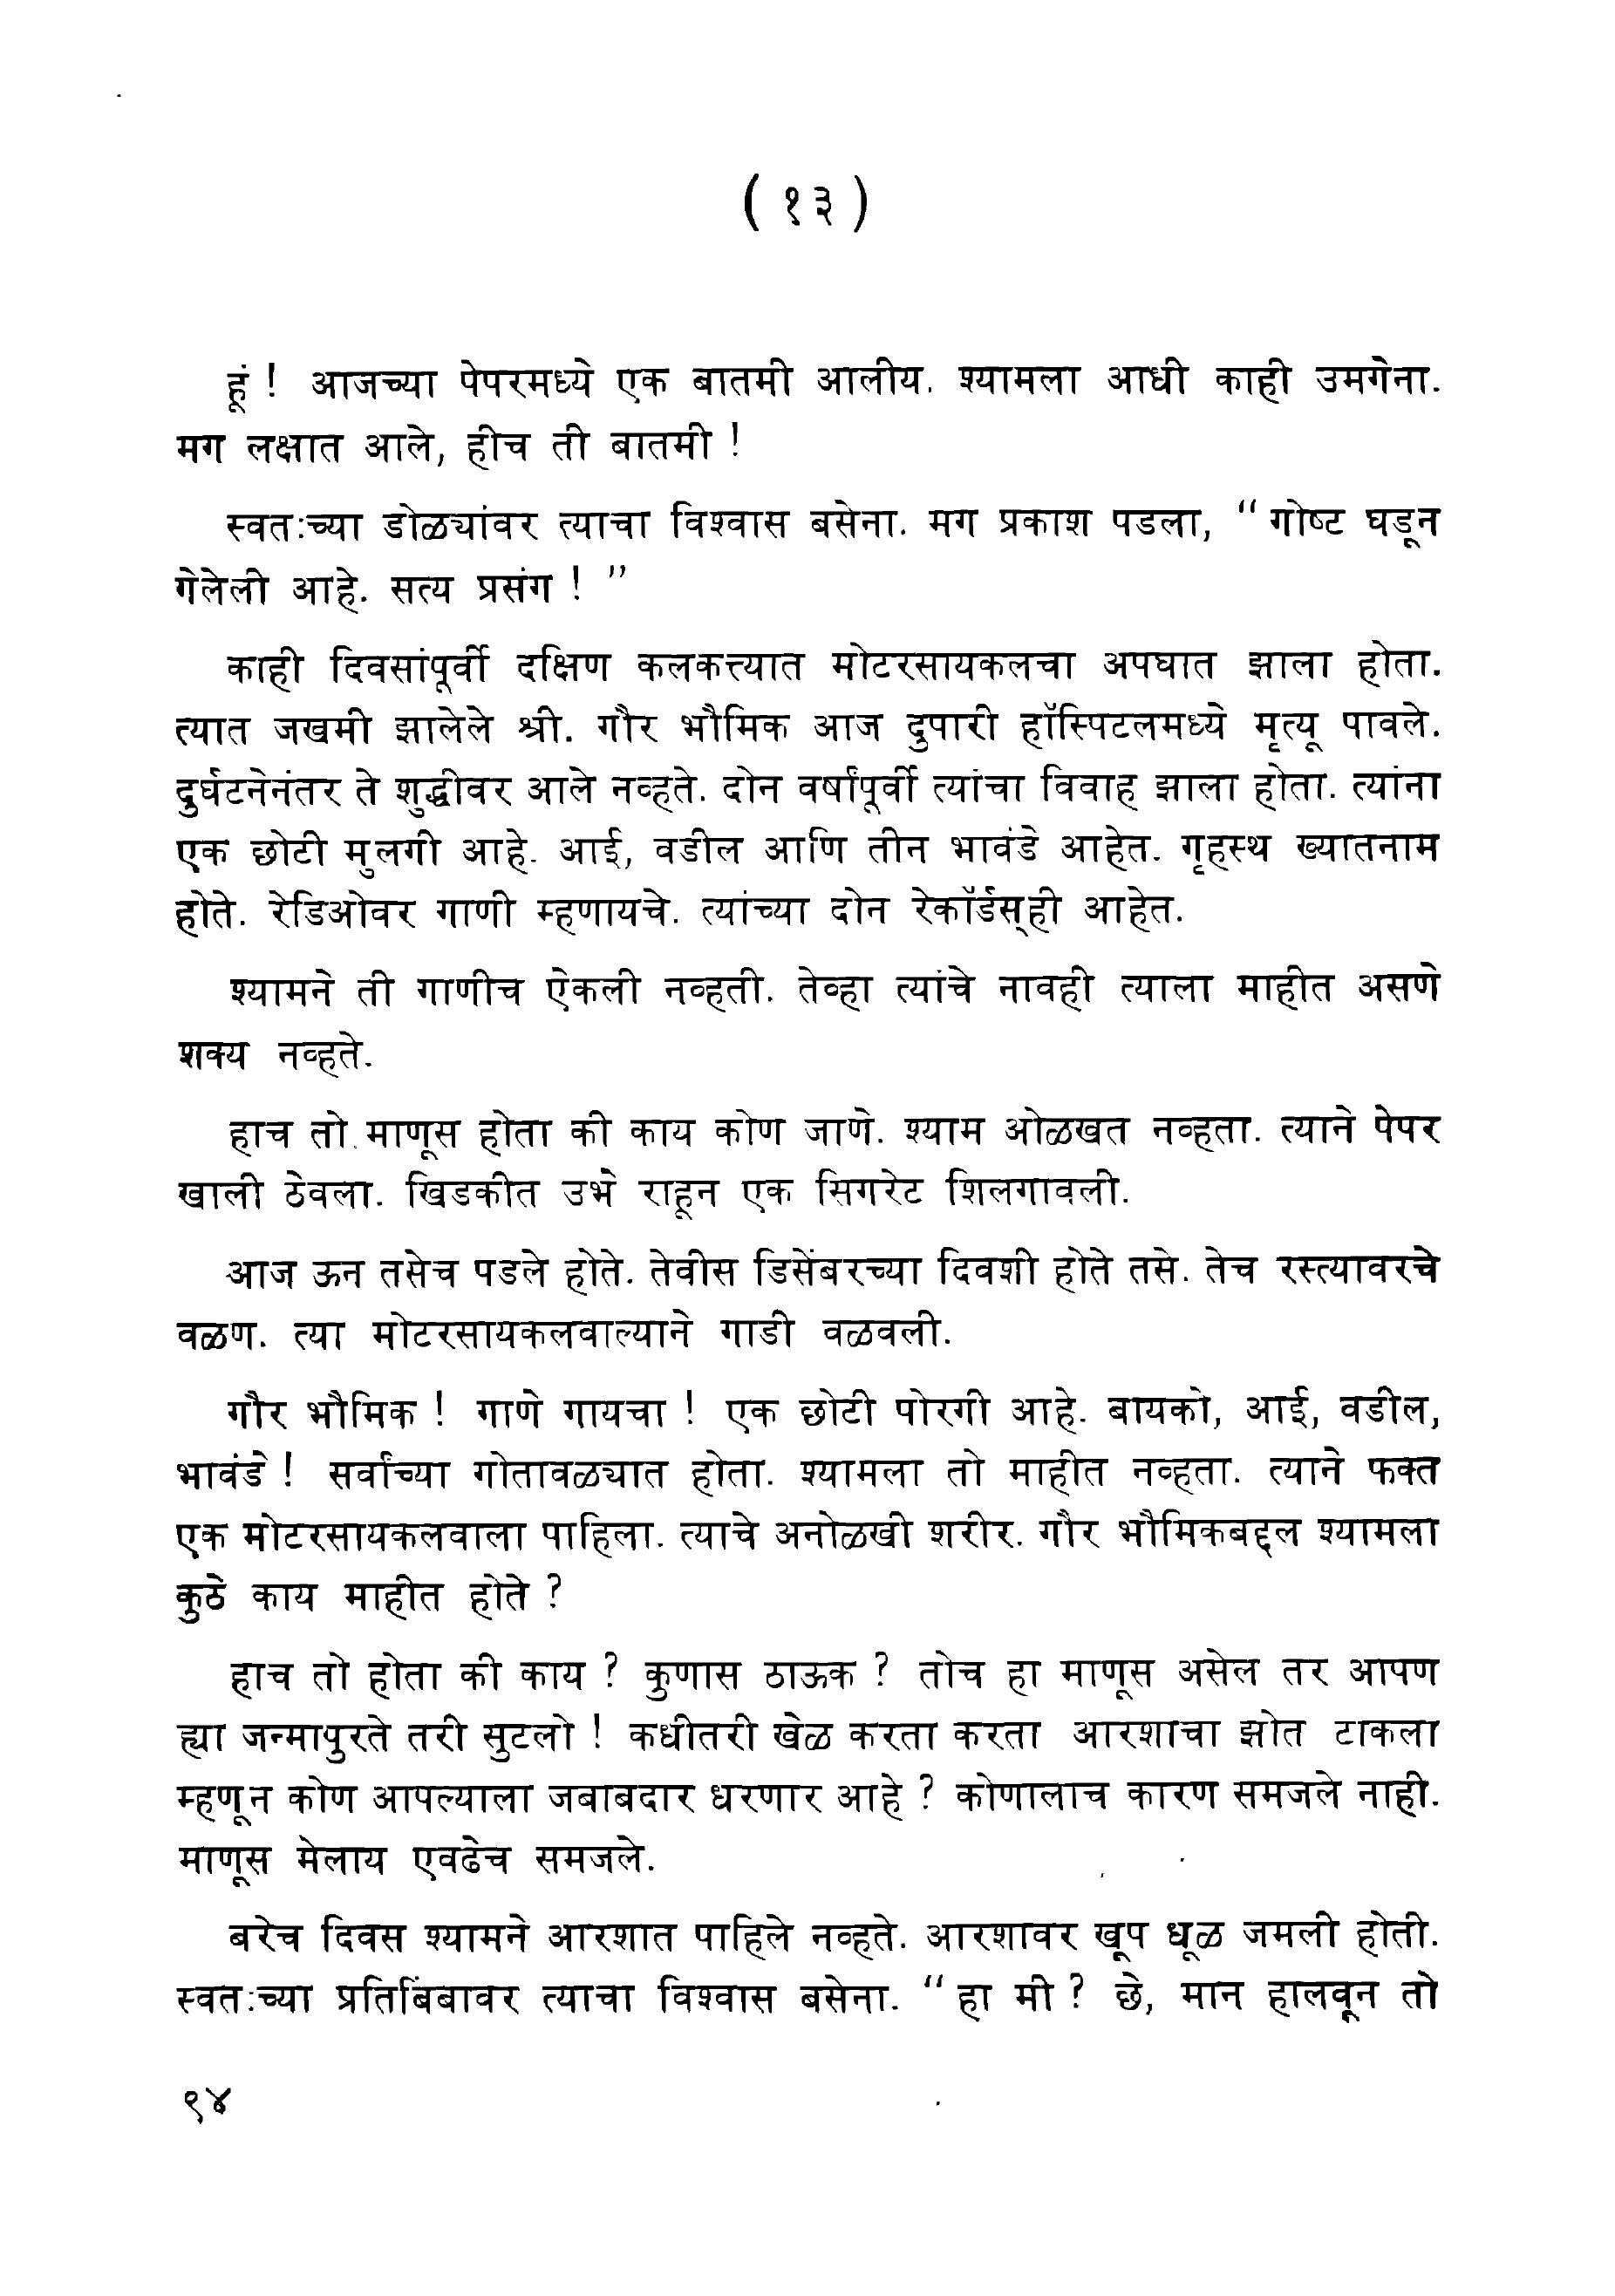 ( १३ )
हूं ! आजच्या पेपरमध्ये एक बातमी आलीय. श्यामला आधी काही उमगेना.
मग लक्षात आले, हीच ती बातमी !
स्वतःच्या डोळ्यांवर त्याचा विश्वास बसेना. मग प्रकाश पडला, “ गोष्ट घडून
गेलेली आहे. सत्य प्रसंग ! ”
काही दिवसांपूर्वी दक्षिण कलकत्त्यात मोटरसायकलचा अपघात झाला होता.
त्यात जखमी झालेले श्री. गौर भौमिक आज दुपारी हॉस्पिटलमध्ये मृत्यू पावले.
दुर्घटनेनंतर ते शुद्धीवर आले नव्हते. दोन वर्षांपूर्वी त्यांचा विवाह झाला होता. त्यांना
एक छोटी मुलगी आहे. आई, वडील आणि तीन भावंडे आहेत. गृहस्थ ख्यातनाम
होते. रेडिओवर गाणी म्हणायचे. त्यांच्या दोन रेकॉर्डस्‌ही आहेत.
श्यामने ती गाणीच ऐकली नव्हती. तेव्हा त्यांचे नावही त्याला माहीत असणे
शक्य नव्हते.
हाच तो माणूस होता की काय कोण जाणे. श्याम ओळखत नव्हता. त्याने पेपर
खाली ठेवला. खिडकीत उभे राहून एक सिगरेट शिलगावली.
आज ऊन तसेच पडले होते. तेवीस डिसेंबरच्या दिवशी होते तसे. तेच रस्त्यावरचे
वळण. त्या मोटरसायकलवाल्याने गाडी वळवली.
गौर भौमिक ! गाणे गायचा ! एक छोटी पोरगी आहे. बायको, आई, वडील,
भावंडे ! सर्वांच्या गोतावळ्यात होता. श्यामला तो माहीत नव्हता. त्याने फक्त
एक मोटरसायकलवाला पाहिला. त्याचे अनोळखी शरीर. गौर भौमिकबद्दल श्यामला
कुठे काय माहीत होते ?
हाच तो होता की काय ? कुणास ठाऊक ? तोच हा माणूस असेल तर आपण
ह्या जन्मापुरते तरी सुटलो ! कधीतरी खेळ करता करता आरशाचा झोत टाकला
म्हणून कोण आपल्याला जबाबदार धरणार आहे ? कोणालाच कारण समजले नाही.
माणूस मेलाय एवढेच समजले.
बरेच दिवस श्यामने आरशात पाहिले नव्हते. आरशावर खूप धूळ जमली होती.
स्वतःच्या प्रतिबिंबावर त्याचा विश्वास बसेना. “ हा मी ? छे, मान हालवून तो
९४